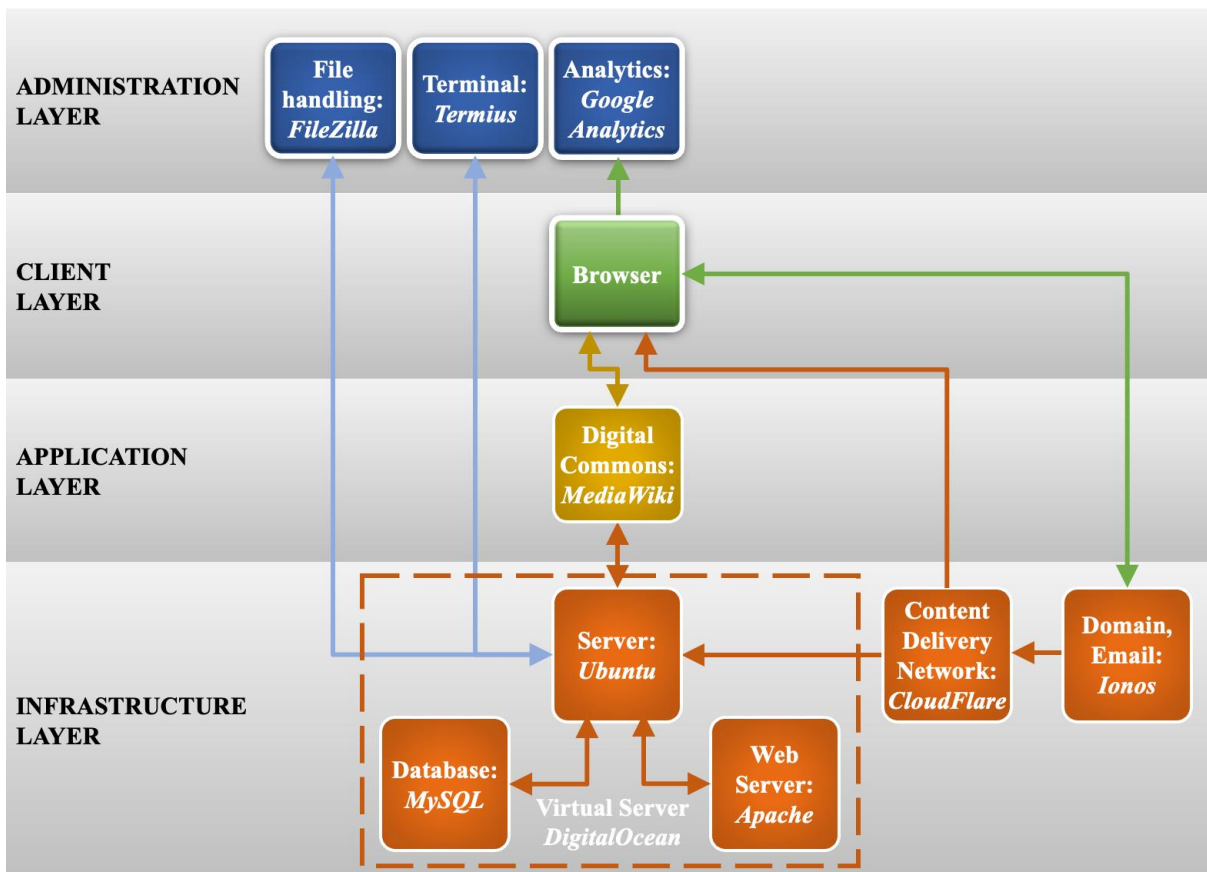 ADMINISTRATION
LAYER
File
handling:
FileZilla
Terminal:
Termius
Analytics:
Google
Analytics
CLIENT
LAYER
Browser
APPLICATION
LAYER
Digital
Commons:
MediaWiki
INFRASTRUCTURE
LAYER
Server:
Ubuntu
Content
Delivery
Network:
CloudFlare
Domain,
Email:
Ionos
Database:
MySQL
Web
Server:
Apache
Virtual Server
DigitalOcean